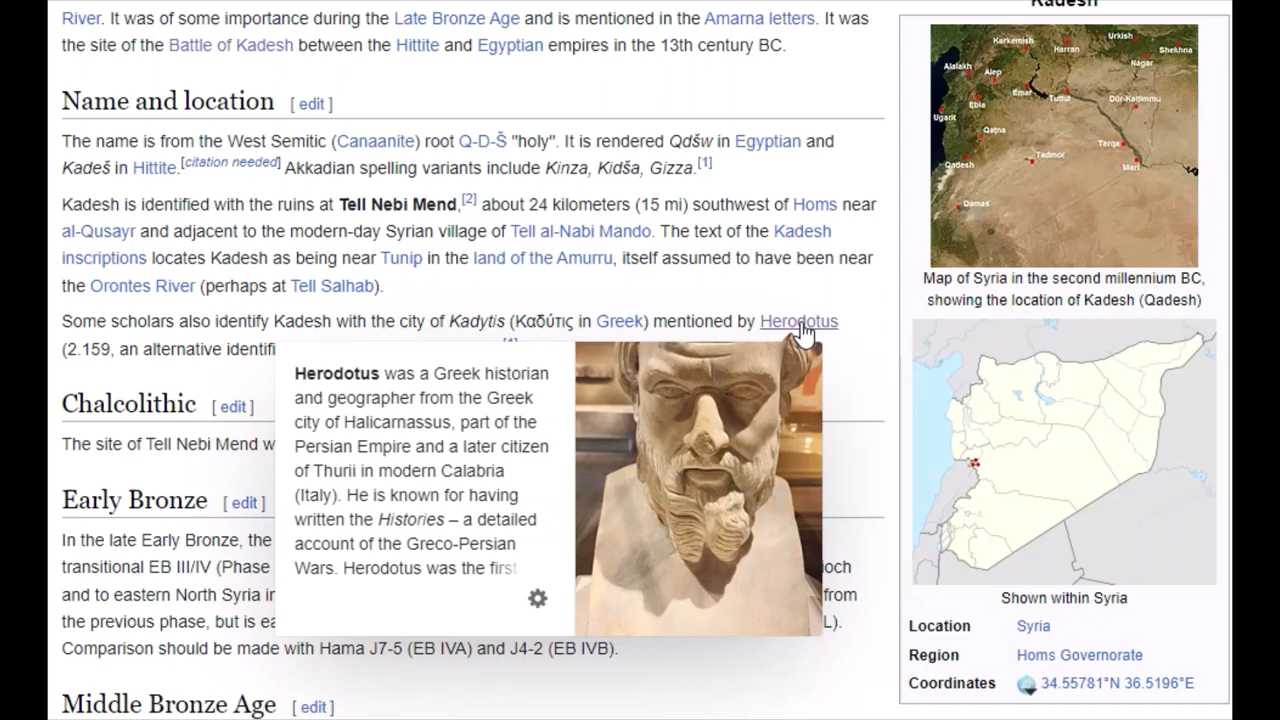 River. It was of some importance during the Late Bronze Age and is mentioned in the Amarna letters. It was
the site of the Battle of Kadesh between the Hittite and Egyptian empires in the 13th century BC.
Name and location [ edit ]
The name is from the West Semitic (Canaanite) root Q-D-Š "holy". It is rendered Qdšw in Egyptian and
Kadeš in Hittite.[citation needed] Akkadian spelling variants include Kinza, Kidša, Gizza.[1]
Kadesh is identified with the ruins at Tell Nebi Mend,[2] about 24 kilometers (15 mi) southwest of Homs near
al-Qusayr and adjacent to the modern-day Syrian village of Tell al-Nabi Mando. The text of the Kadesh
inscriptions locates Kadesh as being near Tunip in the land of the Amurru, itself assumed to have been near
the Orontes River (perhaps at Tell Salhab).
Some scholars also identify Kadesh with the city of Kadytis (Καδύτις in Greek) mentioned by Herodotus
(2.159, an alternative identifi
Chalcolithic [ edit ]
The site of Tell Nebi Mend w
Early Bronze [ edit ]
In the late Early Bronze, the
transitional EB III/IV (Phase
and to eastern North Syria in
from
the previous phase, but is ea
L).
Comparison should be made with Hama J7-5 (EB IVA) and J4-2 (EB IVB).
Middle Bronze Age [ edit ]
Herodotus was a Greek historian
and geographer from the Greek
city of Halicarnassus, part of the
Persian Empire and a later citizen
of Thurii in modern Calabria
(Italy). He is known for having
written the Histories – a detailed
account of the Greco-Persian
Wars. Herodotus was the first
Kadesh
Karkemish
Harran
Urkish
Shekhna
Nagar
Alalakh
Alep
Emar
Tuttul
Dûr-Katlimmu
Ebla
Ugarit
Qatna
Terqa
Mari
Tadmor
Qadesh
Damas
Map of Syria in the second millennium BC,
showing the location of Kadesh (Qadesh)
Shown within Syria
Location Syria
Region Homs Governorate
Coordinates 34.55781°N 36.5196°E